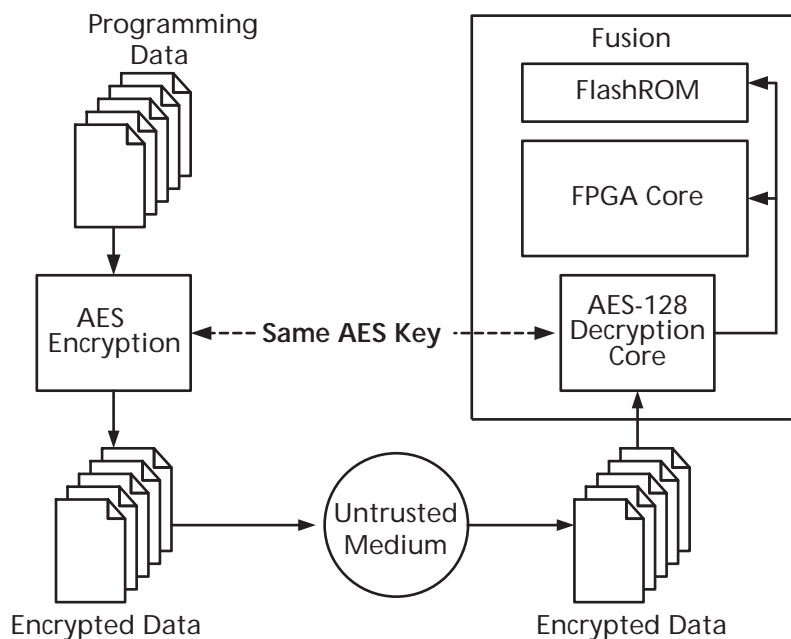 Programming
Data
Fusion
FlashROM
FPGA Core
AES
Encryption
Same AES Key
AES-128
Decryption
Core
Untrusted
Medium
Encrypted Data
Encrypted Data